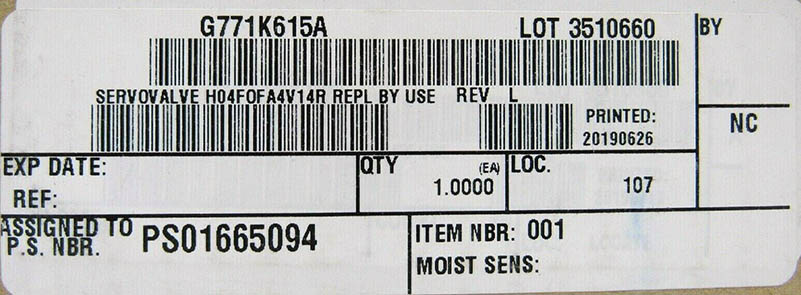 G771K615A LOT 3510660 BY
SERVOVALVE H04FOFA4V14R REPL BY USE REV L
PRINTED:
20190626
NC
EXP DATE:
REF:
QTY (EA)
1.0000
LOC.
107
ASSIGNED TO
P.S. NBR. PS01665094
ITEM NBR: 001
MOIST SENS: